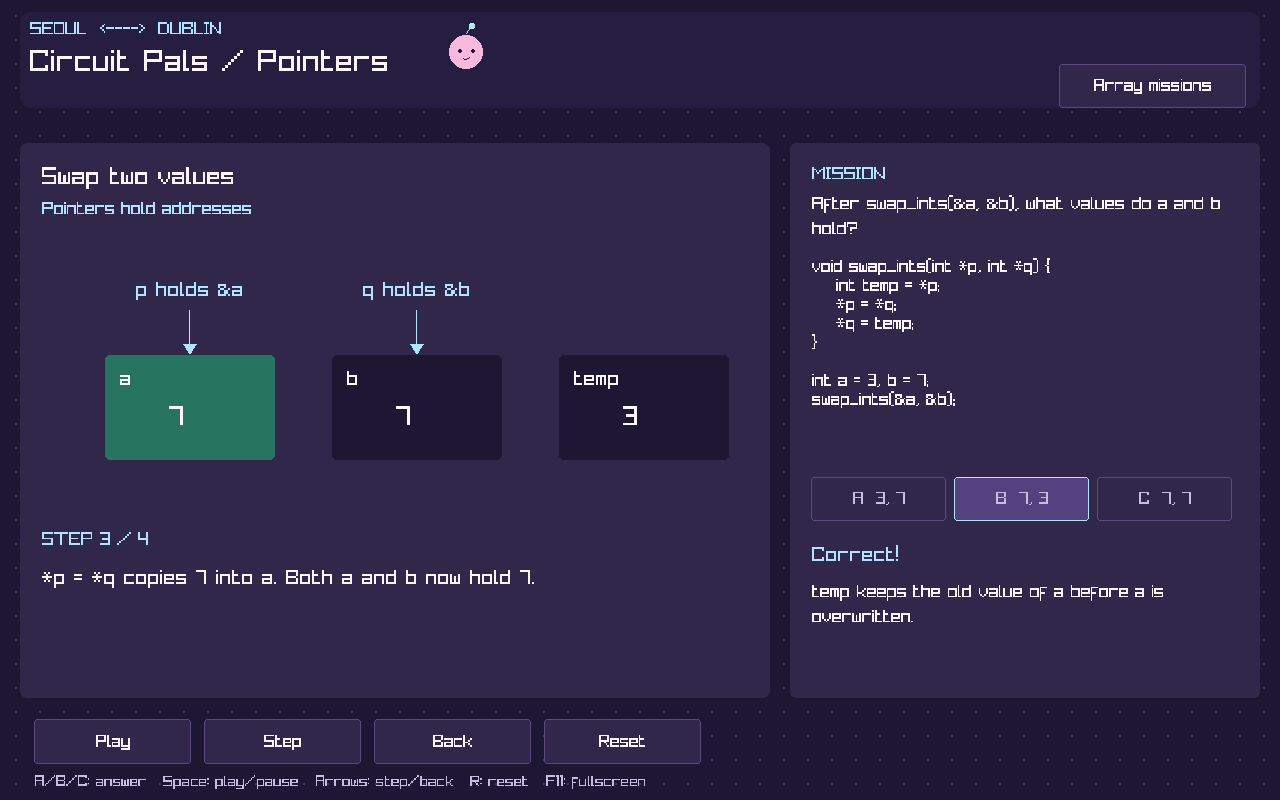 SEOUL <----> DUBLIN
Circuit Pals / Pointers
Array missions
Swap two values
Pointers hold addresses
p holds &a
q holds &b
a
7
b
7
temp
3
STEP 3 / 4
*p = *q copies 7 into a. Both a and b now hold 7.
MISSION
After swap_ints(&a, &b), what values do a and b
hold?
void swap_ints(int *p, int *q) {
    int temp = *p;
    *p = *q;
    *q = temp;
}
int a = 3, b = 7;
swap_ints(&a, &b);
A 3, 7
B 7, 3
C 7, 7
Correct!
temp keeps the old value of a before a is
overwritten.
Play
Step
Back
Reset
A/B/C: answer Space: play/pause Arrows: step/back R: reset F11: fullscreen